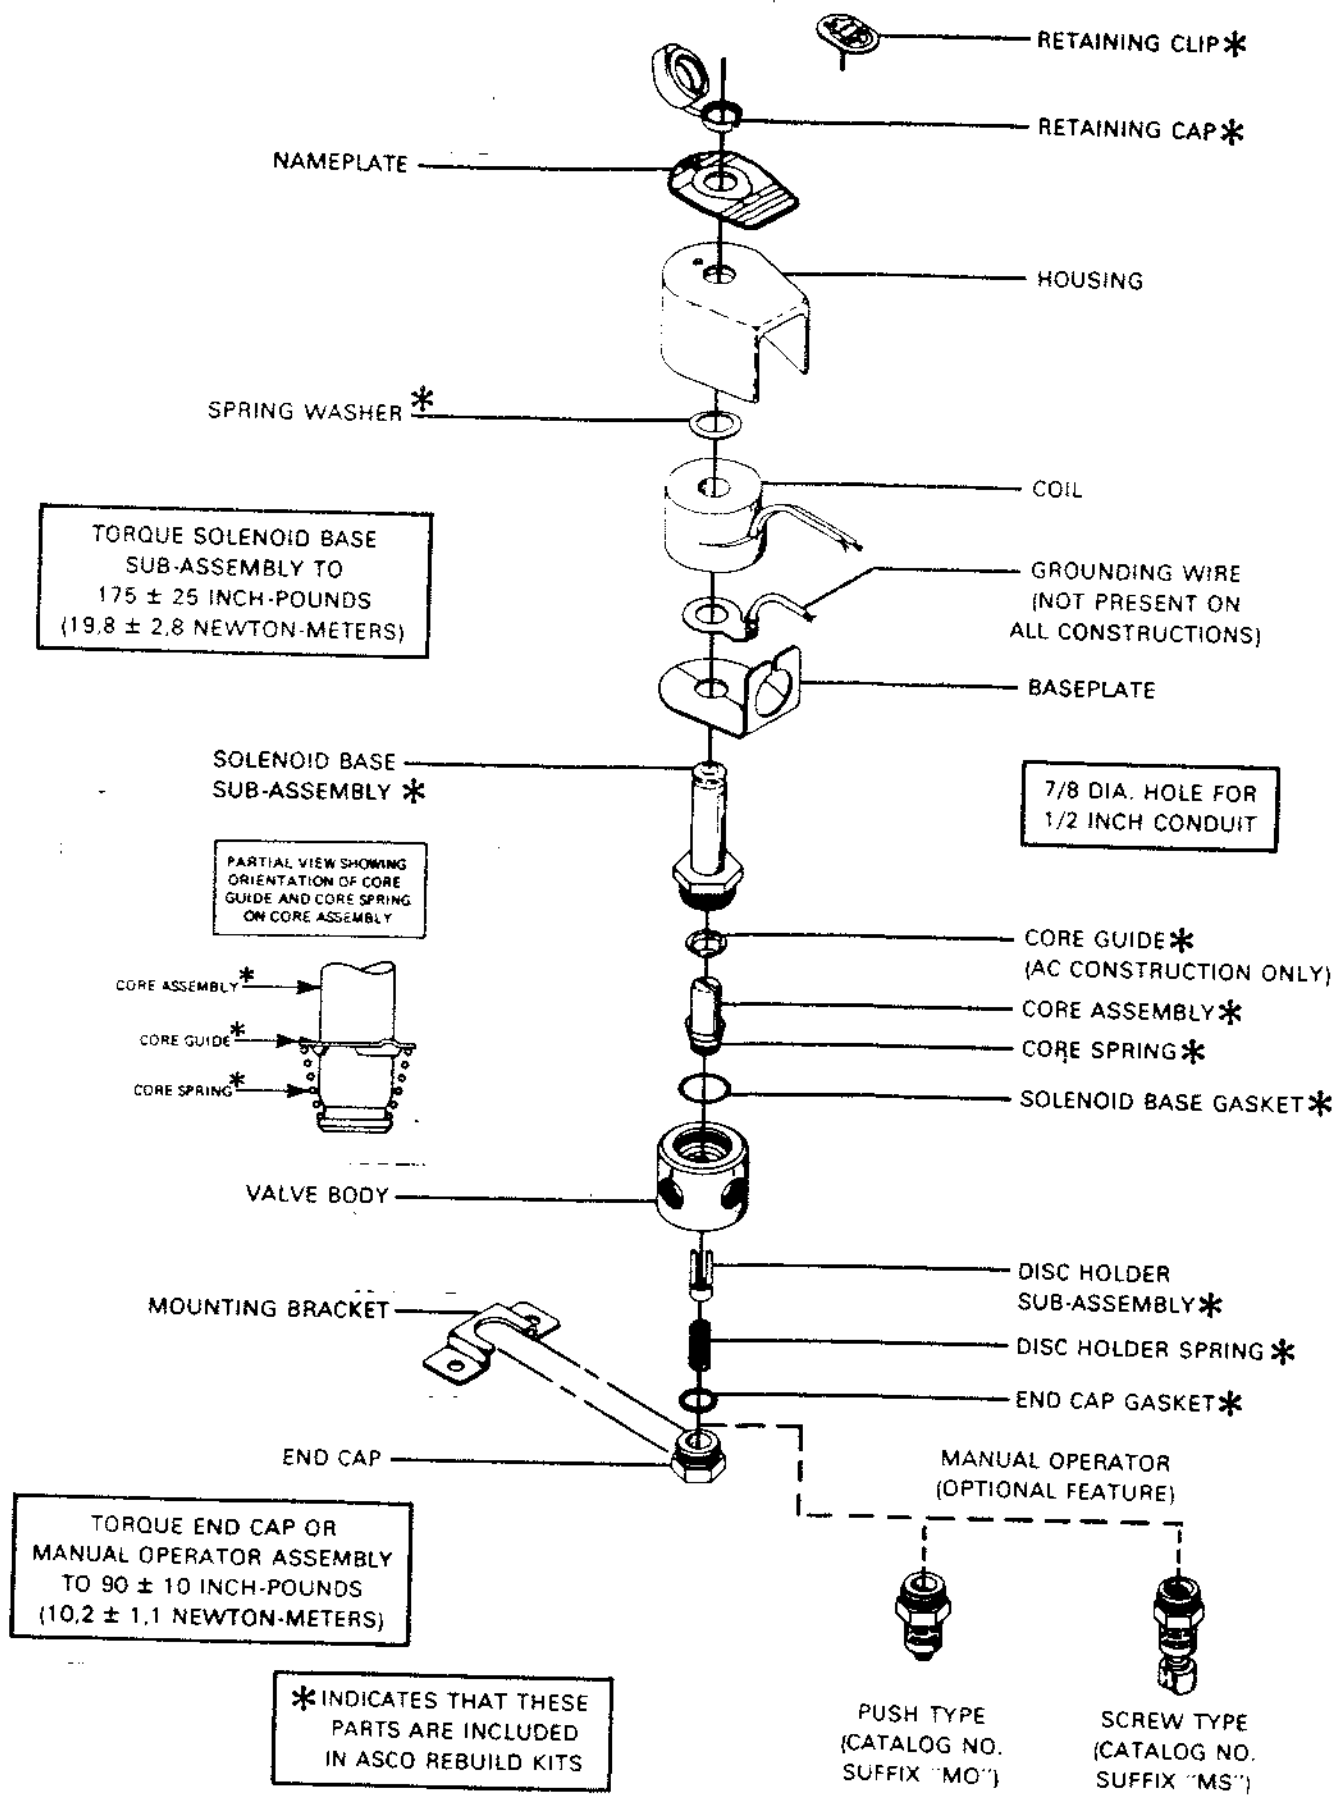 RETAINING CLIP*
RETAINING CAP*
NAMEPLATE
HOUSING
SPRING WASHER*
COIL
TORQUE SOLENOID BASE
SUB-ASSEMBLY TO
175 ± 25 INCH-POUNDS
(19,8 ± 2,8 NEWTON-METERS)
GROUNDING WIRE
(NOT PRESENT ON
ALL CONSTRUCTIONS)
BASEPLATE
SOLENOID BASE
SUB-ASSEMBLY *
7/8 DIA. HOLE FOR
1/2 INCH CONDUIT
PARTIAL VIEW SHOWING
ORIENTATION OF CORE
GUIDE AND CORE SPRING
ON CORE ASSEMBLY
CORE GUIDE*
(AC CONSTRUCTION ONLY)
CORE ASSEMBLY*
CORE ASSEMBLY*
CORE GUIDE*
CORE SPRING*
CORE SPRING*
SOLENOID BASE GASKET*
VALVE BODY
DISC HOLDER
SUB-ASSEMBLY*
MOUNTING BRACKET
DISC HOLDER SPRING*
END CAP GASKET*
END CAP
MANUAL OPERATOR
(OPTIONAL FEATURE)
TORQUE END CAP OR
MANUAL OPERATOR ASSEMBLY
TO 90 ± 10 INCH-POUNDS
(10,2 ± 1,1 NEWTON-METERS)
*INDICATES THAT THESE
PARTS ARE INCLUDED
IN ASCO REBUILD KITS
PUSH TYPE
(CATALOG NO.
SUFFIX "MO")
SCREW TYPE
(CATALOG NO.
SUFFIX "MS")